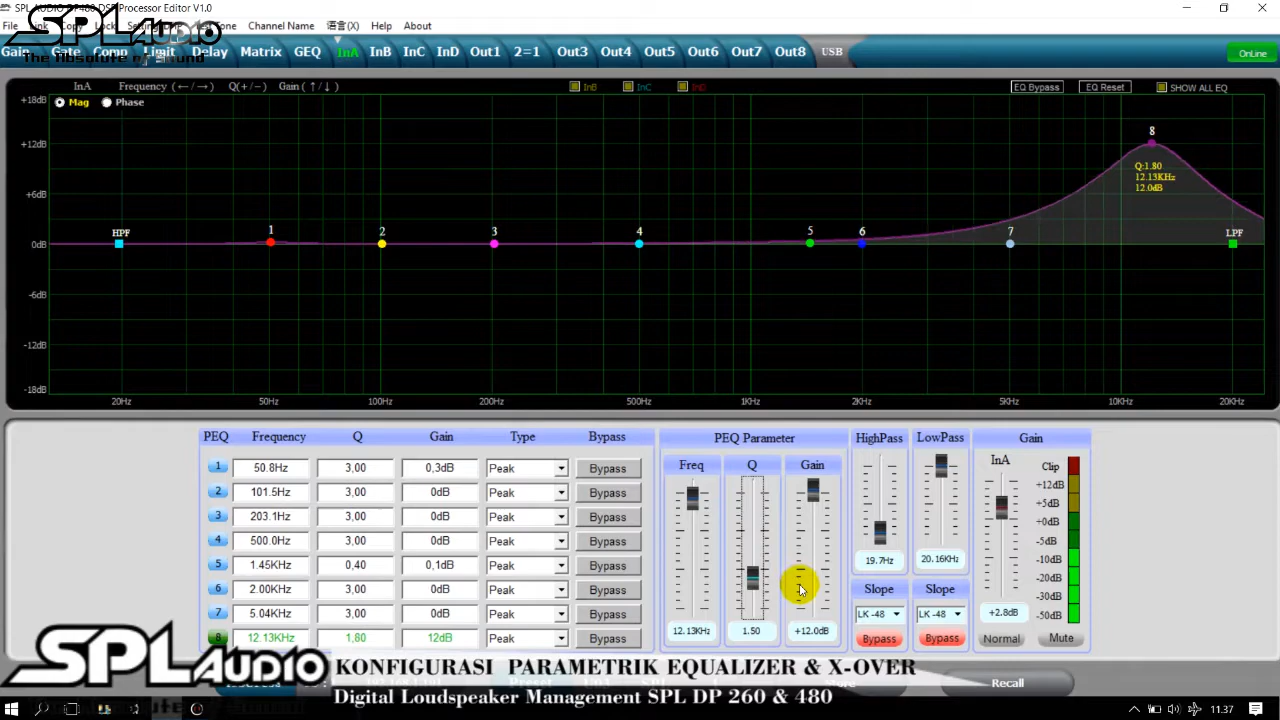 SPL AUDIO DP480 DSP Processor Editor V1.0
File Copy Channel Name 语言(X) Help About
SPL AUDIO
The Absolute of Sound
Gain Gate Comp Limit Delay Matrix GEQ InA InB InC InD Out1 2=1 Out3 Out4 Out5 Out6 Out7 Out8 USB OnLine
InA Frequency (←/→) Q(+/−) Gain (↑/↓) InB InC InD EQ Bypass EQ Reset SHOW ALL EQ
Mag Phase
+18dB
+12dB
+6dB
0dB
-6dB
-12dB
-18dB
8
Q:1.80
12.13KHz
12.0dB
HPF 1 2 3 4 5 6 7 LPF
20Hz 50Hz 100Hz 200Hz 500Hz 1KHz 2KHz 5KHz 10KHz 20KHz
PEQ Frequency Q Gain Type Bypass
1 50.8Hz 3,00 0,3dB Peak Bypass
2 101.5Hz 3,00 0dB Peak Bypass
3 203.1Hz 3,00 0dB Peak Bypass
4 500.0Hz 3,00 0dB Peak Bypass
5 1.45KHz 0,40 0,1dB Peak Bypass
6 2.00KHz 3,00 0dB Peak Bypass
7 5.04KHz 3,00 0dB Peak Bypass
8 12.13KHz 1,80 12dB Peak Bypass
PEQ Parameter
Freq Q Gain
12.13KHz 1.50 +12.0dB
HighPass LowPass
19.7Hz 20.16KHz
Slope Slope
LK -48 LK -48
Bypass Bypass
Gain
InA
Clip
+12dB
+5dB
+0dB
-5dB
-10dB
-20dB
-30dB
-50dB
+2.8dB
Normal Mute
SPL AUDIO
KONFIGURASI PARAMETRIK EQUALIZER & X-OVER
Recall
Digital Loudspeaker Management SPL DP 260 & 480
11.37